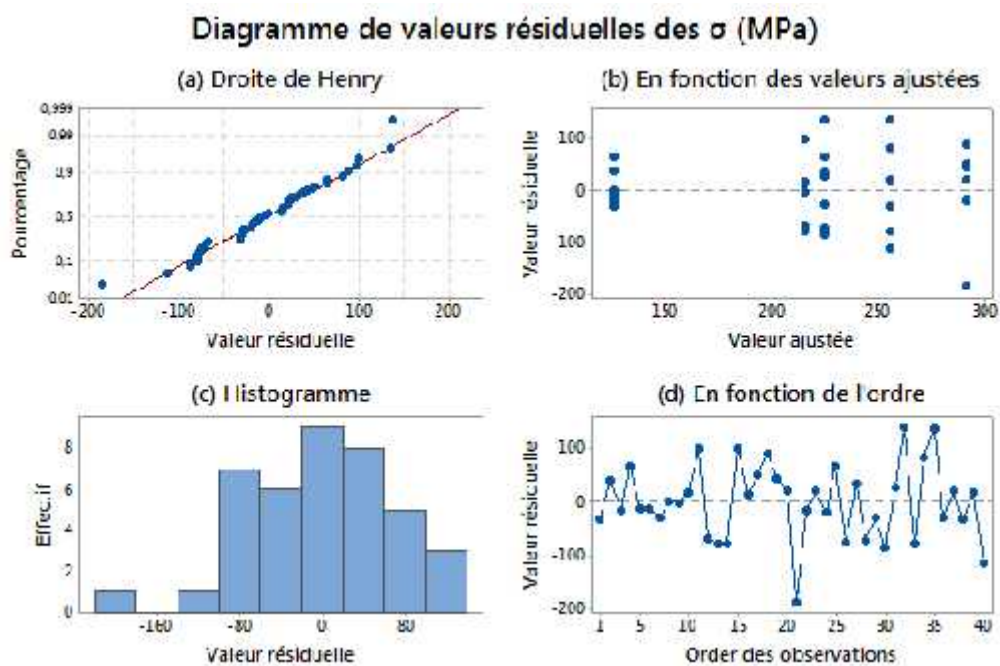 Diagramme de valeurs résiduelles des σ (MPa)
(a) Droite de Henry
(b) En fonction des valeurs ajustées
0,999
0,99
0,9
0,5
0,1
0.01
Pourcentage
-200 -100 0 100 200
Valeur résiduelle
100
0
100
-200
Valeur résiduelle
150 200 250 300
Valeur ajustée
(c) Histogramme
(d) En fonction de l'ordre
8
6
4
2
0
Effectif
-160 -80 0 80
Valeur résiduelle
100
0
-100
-200
Valeur résiduelle
1 5 10 15 20 25 30 35 40
Order des observations